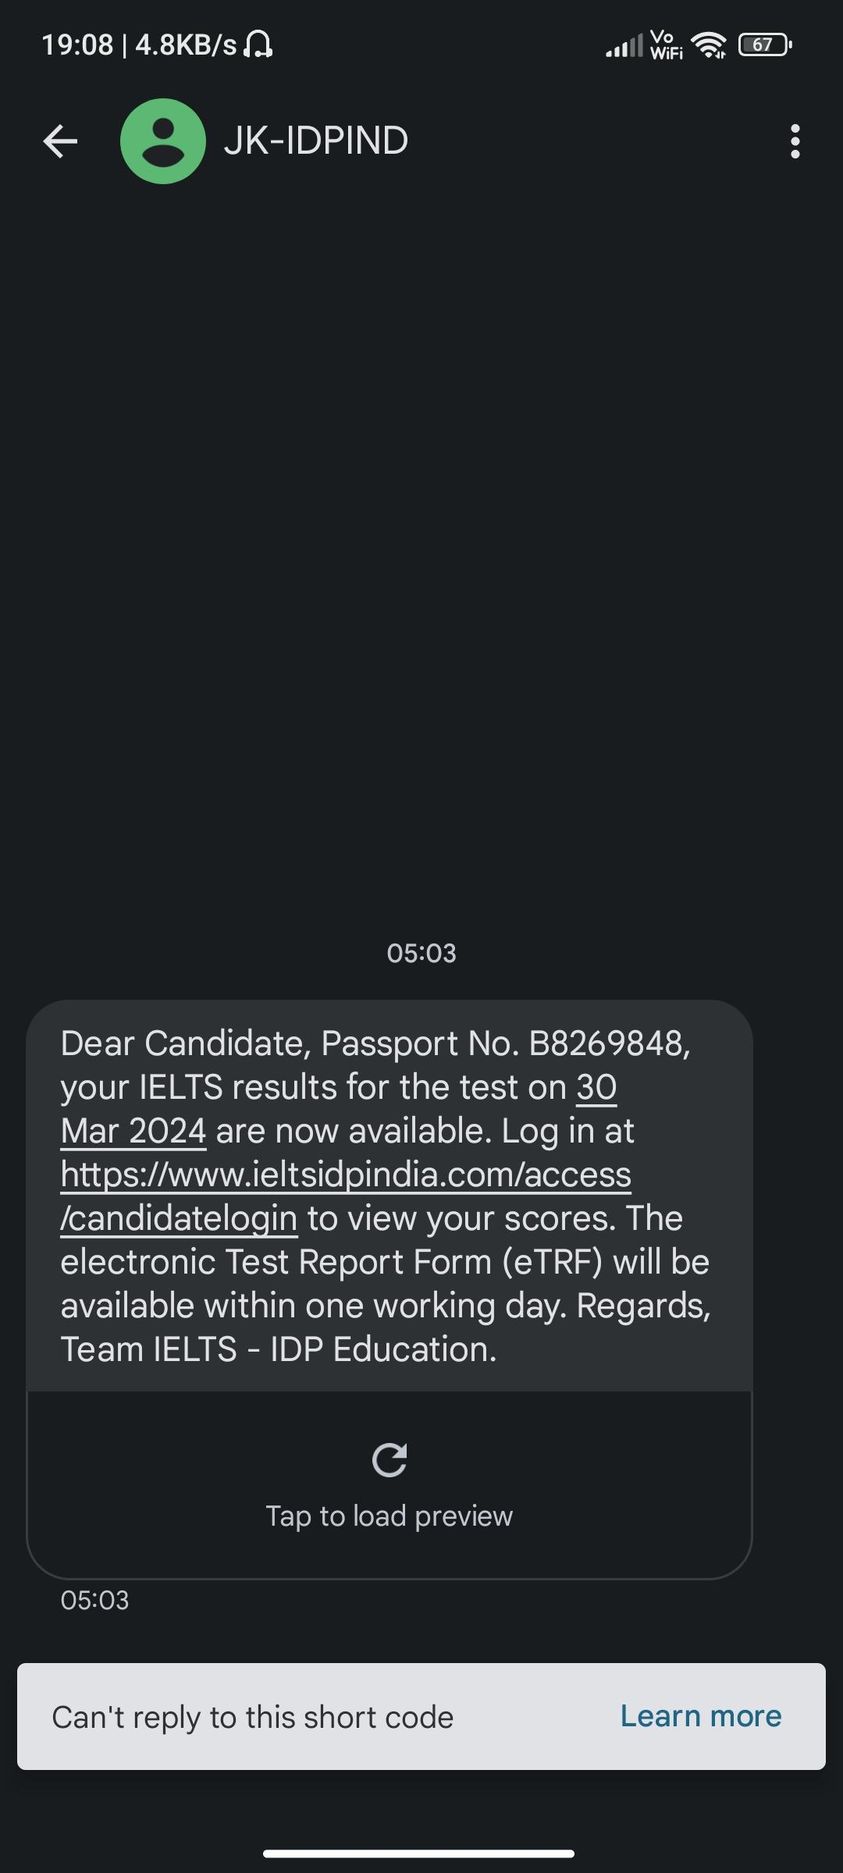 19:08 | 4.8KB/s
Vo
WiFi
67
JK-IDPIND
05:03
Dear Candidate, Passport No. B8269848,
your IELTS results for the test on 30
Mar 2024 are now available. Log in at
https://www.ieltsidpindia.com/access
/candidatelogin to view your scores. The
electronic Test Report Form (eTRF) will be
available within one working day. Regards,
Team IELTS - IDP Education.
Tap to load preview
05:03
Can't reply to this short code
Learn more